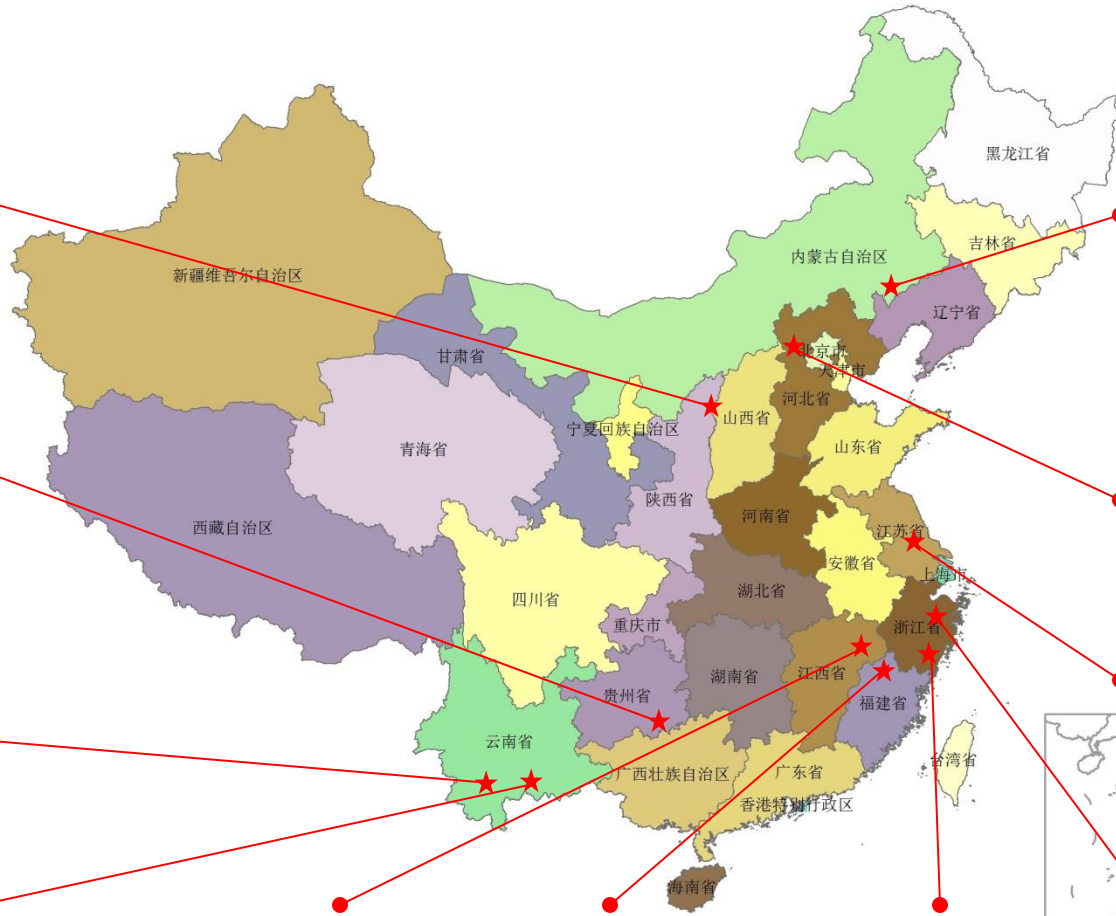 黑龙江省
吉林省
内蒙古自治区
新疆维吾尔自治区
辽宁省
北京市
甘肃省
天津市
河北省
山西省
宁夏回族自治区
青海省
山东省
陕西省
河南省
西藏自治区
江苏省
安徽省
上海市
湖北省
四川省
重庆市
浙江省
江西省
湖南省
贵州省
福建省
云南省
台湾省
广东省
广西壮族自治区
香港特别行政区
海南省